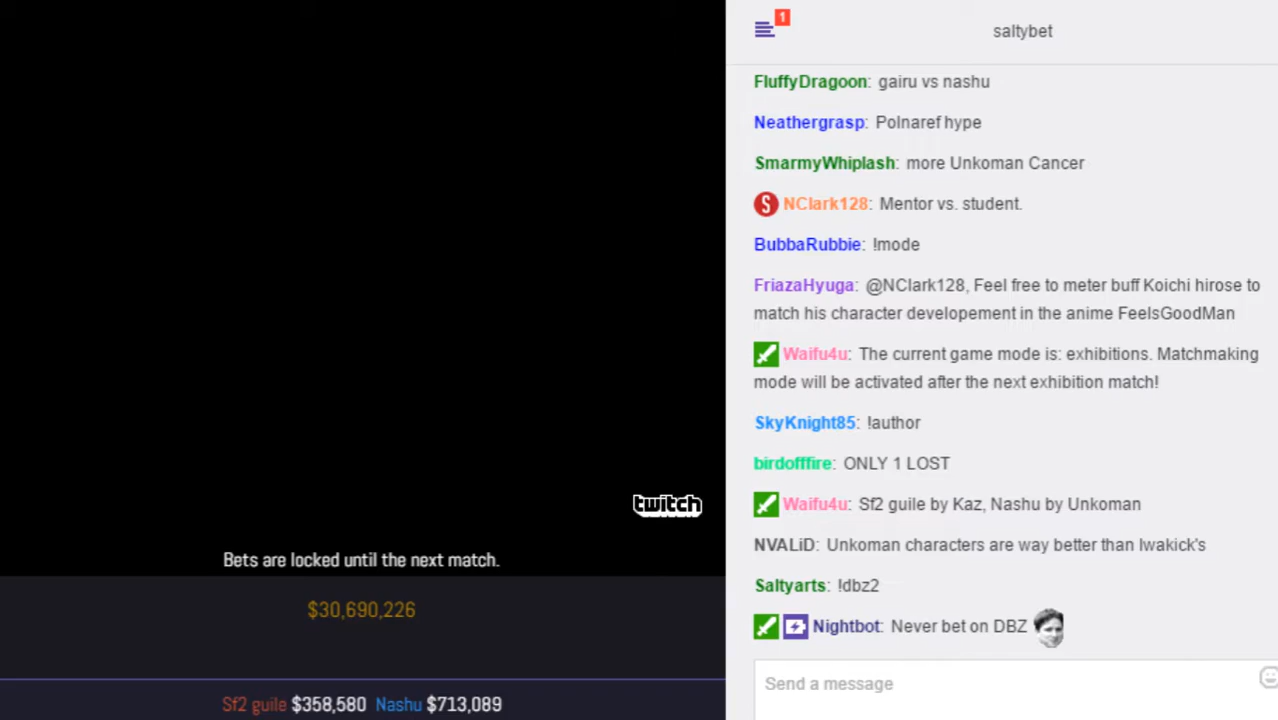 1
saltybet
FluffyDragoon: gairu vs nashu
Neathergrasp: Polnaref hype
SmarmyWhiplash: more Unkoman Cancer
S NClark128: Mentor vs. student.
BubbaRubbie: !mode
FriazaHyuga: @NClark128, Feel free to meter buff Koichi hirose to
match his character developement in the anime FeelsGoodMan
Waifu4u: The current game mode is: exhibitions. Matchmaking
mode will be activated after the next exhibition match!
SkyKnight85: !author
birdofffire: ONLY 1 LOST
Waifu4u: Sf2 guile by Kaz, Nashu by Unkoman
NVALiD: Unkoman characters are way better than Iwakick's
Saltyarts: !dbz2
Nightbot: Never bet on DBZ
Send a message
twitch
Bets are locked until the next match.
$30,690,226
Sf2 guile $358,580 Nashu $713,089